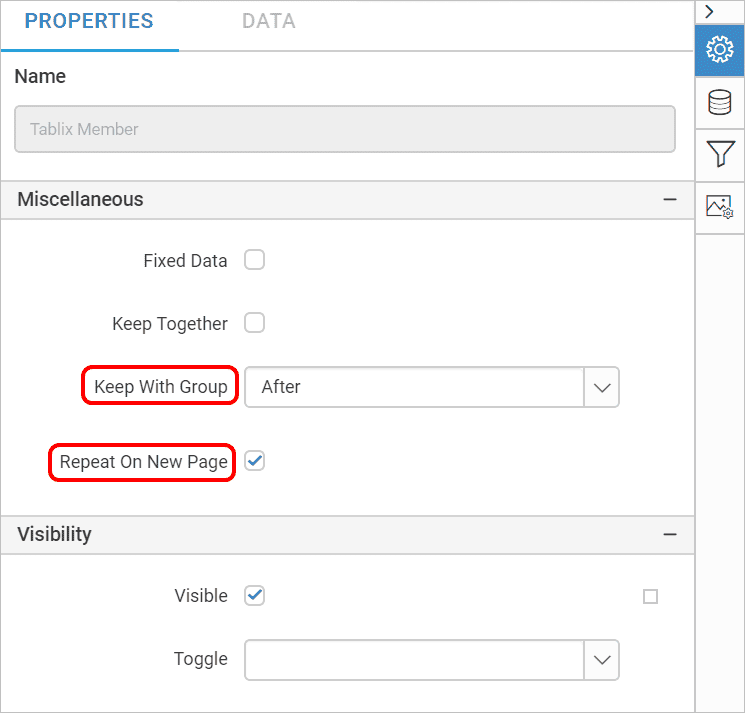 PROPERTIES DATA
Name
Tablix Member
Miscellaneous
Fixed Data
Keep Together
Keep With Group After
Repeat On New Page
Visibility
Visible
Toggle